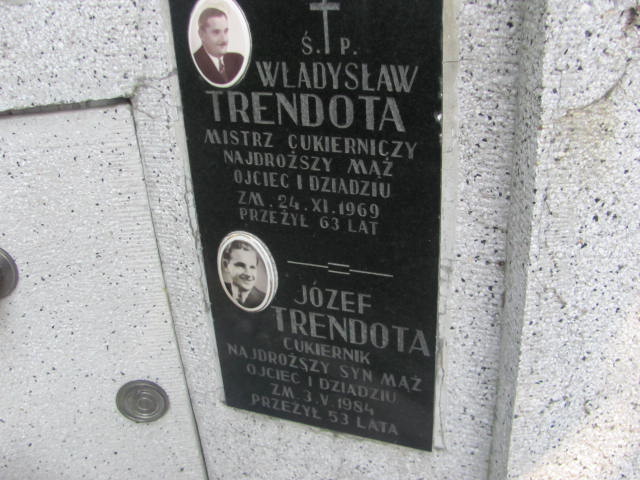 Ś. P.
WŁADYSŁAW
TRENDOTA
MISTRZ CUKIERNICZY
NAJDROŻSZY MĄŻ
OJCIEC I DZIADZIU
ZM. 24. XI. 1969
PRZEŻYŁ 63 LAT
JÓZEF
TRENDOTA
CUKIERNIK
NAJDROŻSZY SYN MĄŻ
OJCIEC I DZIADZIU
ZM. 3. V. 1984
PRZEŻYŁ 53 LATA